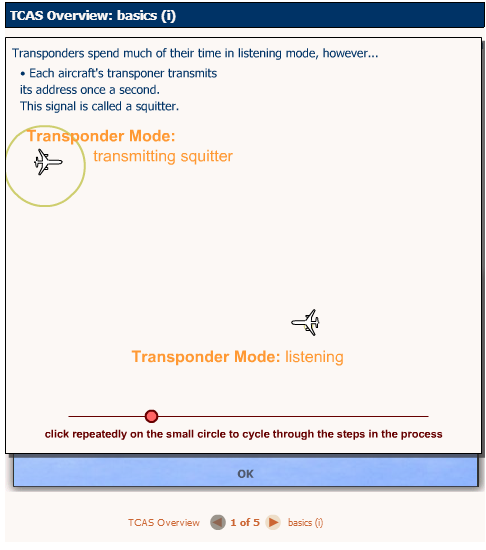 TCAS Overview: basics (i)
Transponders spend much of their time in listening mode, however...
• Each aircraft's transponer transmits
its address once a second.
This signal is called a squitter.
Transponder Mode:
transmitting squitter
Transponder Mode: listening
click repeatedly on the small circle to cycle through the steps in the process
OK
TCAS Overview 1 of 5 basics (i)